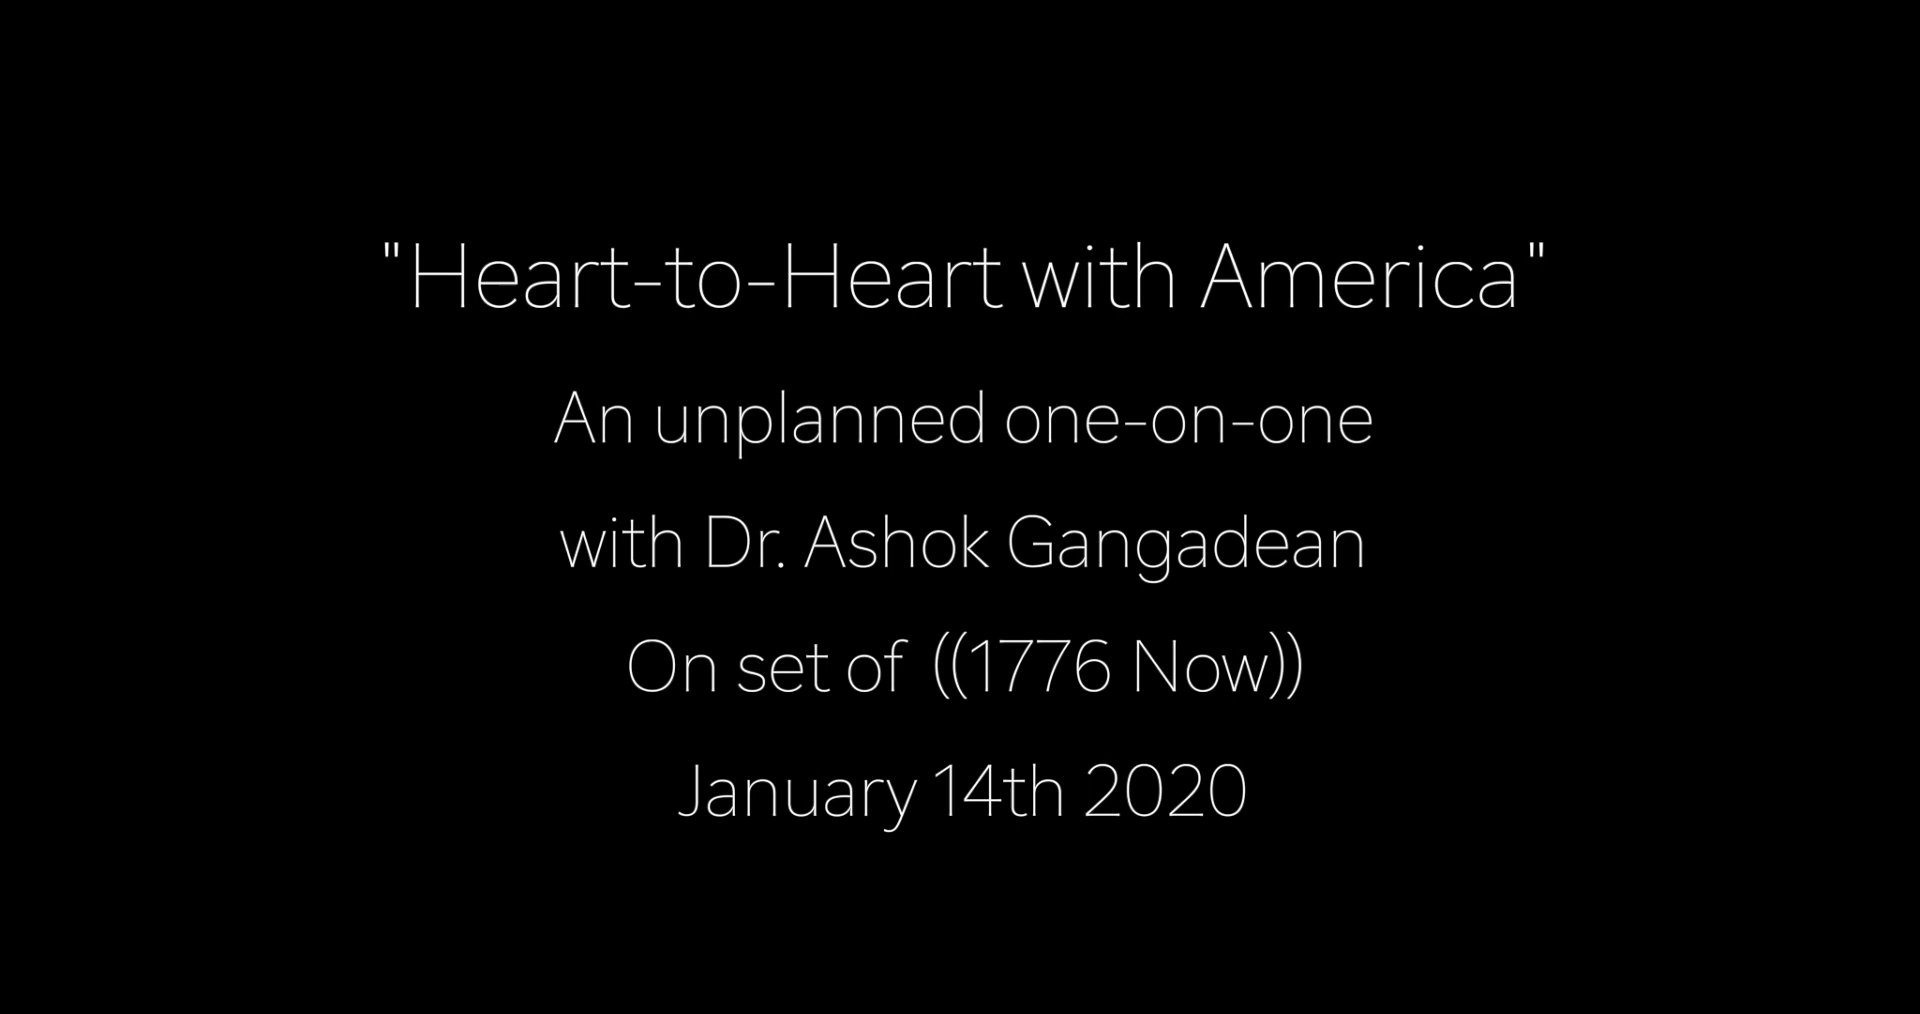 "Heart-to-Heart with America"
An unplanned one-on-one
with Dr. Ashok Gangadean
On set of ((1776 Now))
January 14th 2020